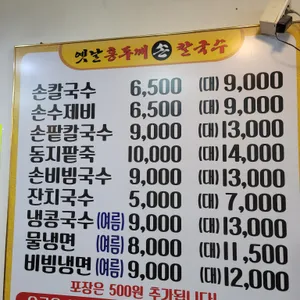 옛날 홍두깨 손 칼국수
손칼국수 6,500 (대) 9,000
손수제비 6,500 (대) 9,000
손팥칼국수 9,000 (대) 13,000
동지팥죽 10,000 (대) 14,000
손비빔국수 9,000 (대) 13,000
잔치국수 5,000 (대) 7,000
냉콩국수 (여름) 9,000 (대) 13,000
물냉면 (여름) 8,000 (대) 11,500
비빔냉면 (여름) 9,000 (대) 12,000
포장은 500원 추가됩니다